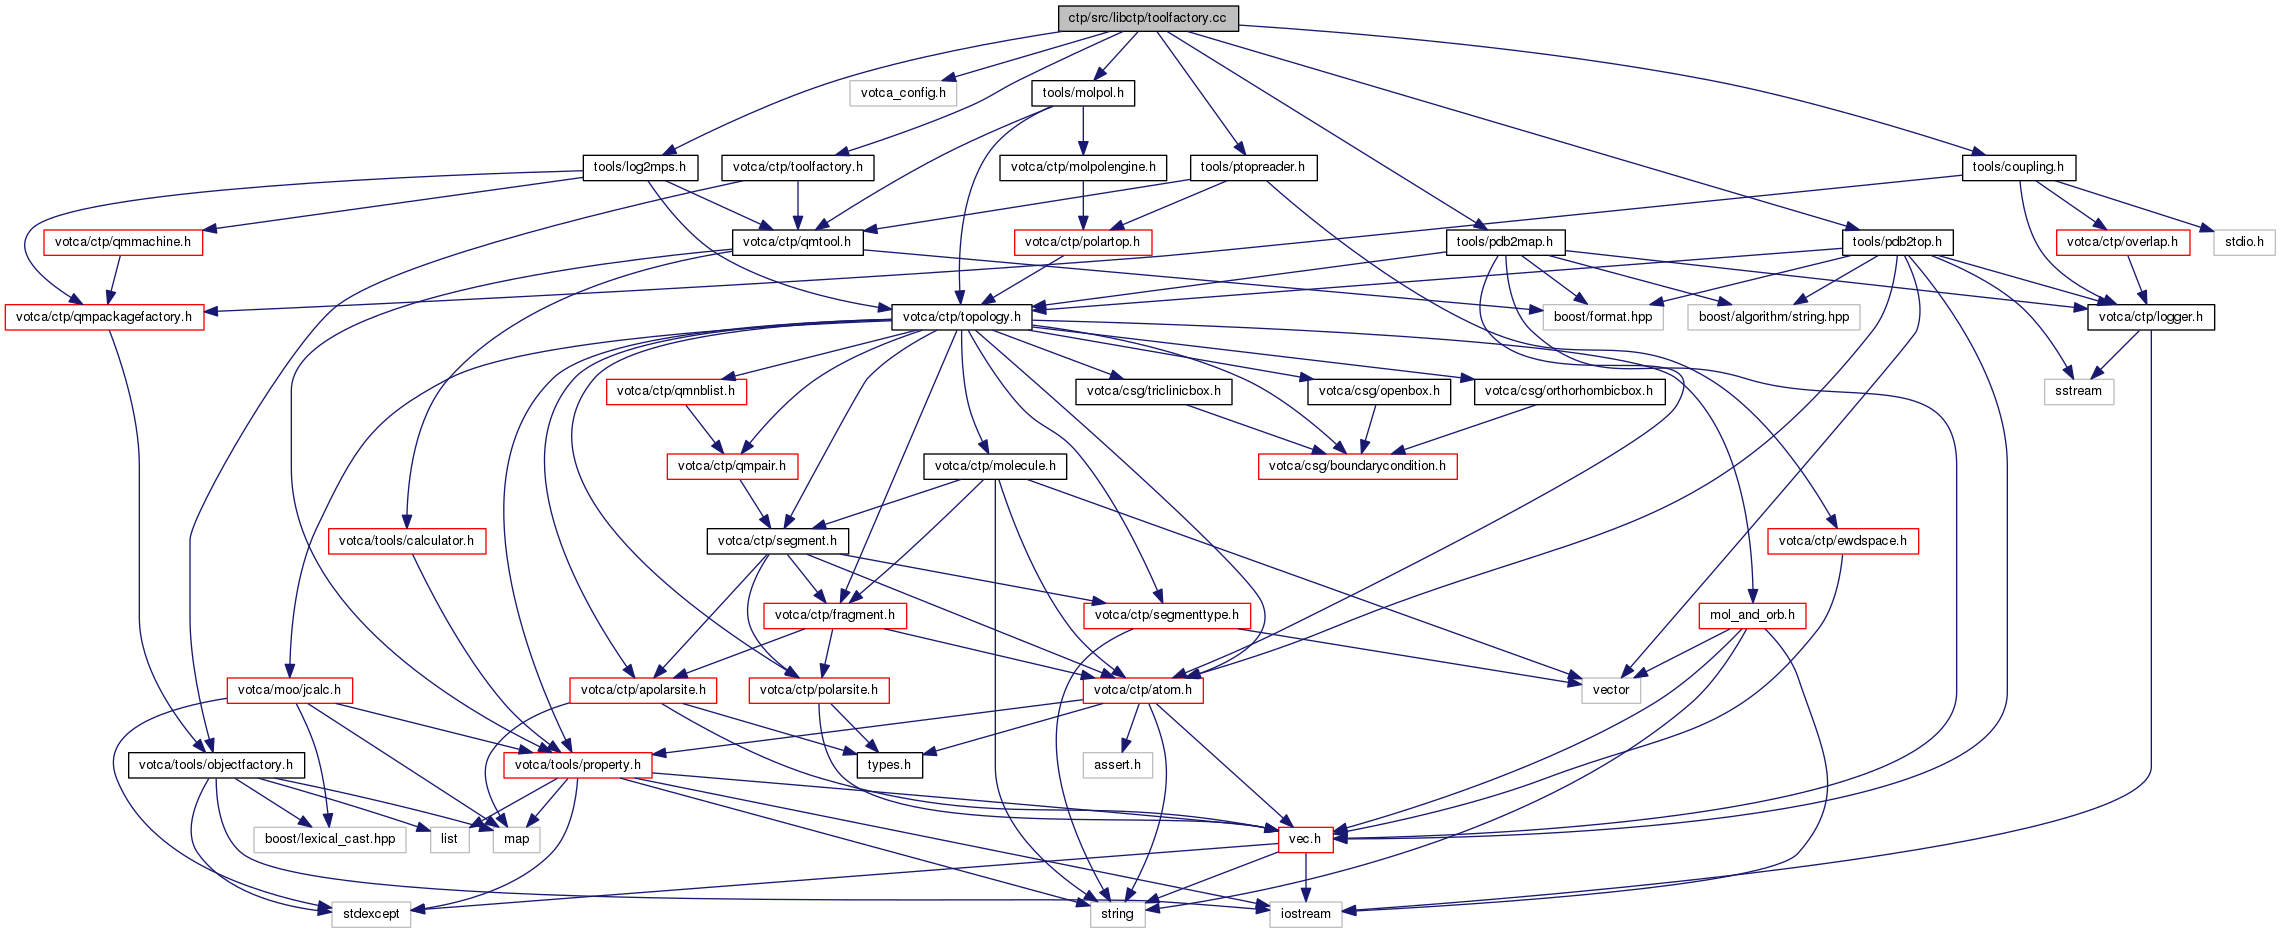 ctp/src/libctp/toolfactory.cc
votca_config.h
tools/molpol.h
tools/log2mps.h
votca/ctp/toolfactory.h
votca/ctp/molpolengine.h
tools/ptopreader.h
tools/coupling.h
votca/ctp/qmmachine.h
votca/ctp/qmtool.h
votca/ctp/polartop.h
tools/pdb2map.h
tools/pdb2top.h
votca/ctp/overlap.h
stdio.h
votca/ctp/qmpackagefactory.h
votca/ctp/topology.h
boost/format.hpp
boost/algorithm/string.hpp
votca/ctp/logger.h
votca/ctp/qmnblist.h
votca/csg/triclinicbox.h
votca/csg/openbox.h
votca/csg/orthorhombicbox.h
sstream
votca/ctp/qmpair.h
votca/ctp/molecule.h
votca/csg/boundarycondition.h
votca/tools/calculator.h
votca/ctp/segment.h
votca/ctp/ewdspace.h
votca/ctp/fragment.h
votca/ctp/segmenttype.h
mol_and_orb.h
votca/moo/jcalc.h
votca/ctp/apolarsite.h
votca/ctp/polarsite.h
votca/ctp/atom.h
vector
votca/tools/objectfactory.h
votca/tools/property.h
types.h
assert.h
boost/lexical_cast.hpp
list
map
vec.h
stdexcept
string
iostream